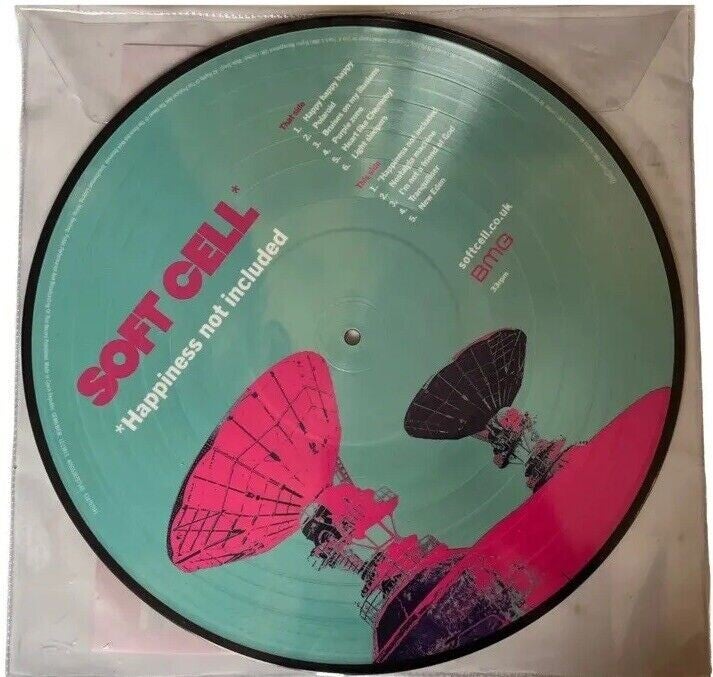 SOFT CELL*
*Happiness not included
That side
1. Happy happy happy
2. Polaroid
3. Bruises on my illusions
4. Purple zone
5. Heart like Chernobyl
6. Light sleepers
This side
1. *Happiness not included
2. Nostalgia machine
3. I'm not a friend of God
4. Tranquiliser
5. New Eden
softcell.co.uk
BMG
33rpm